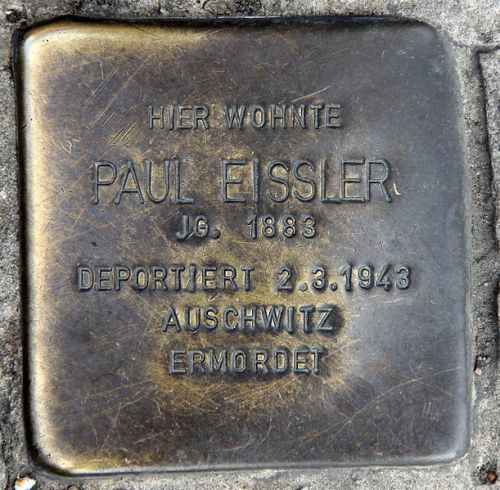 HIER WOHNTE
PAUL EISSLER
JG. 1883
DEPORTIERT 2.3.1943
AUSCHWITZ
ERMORDET